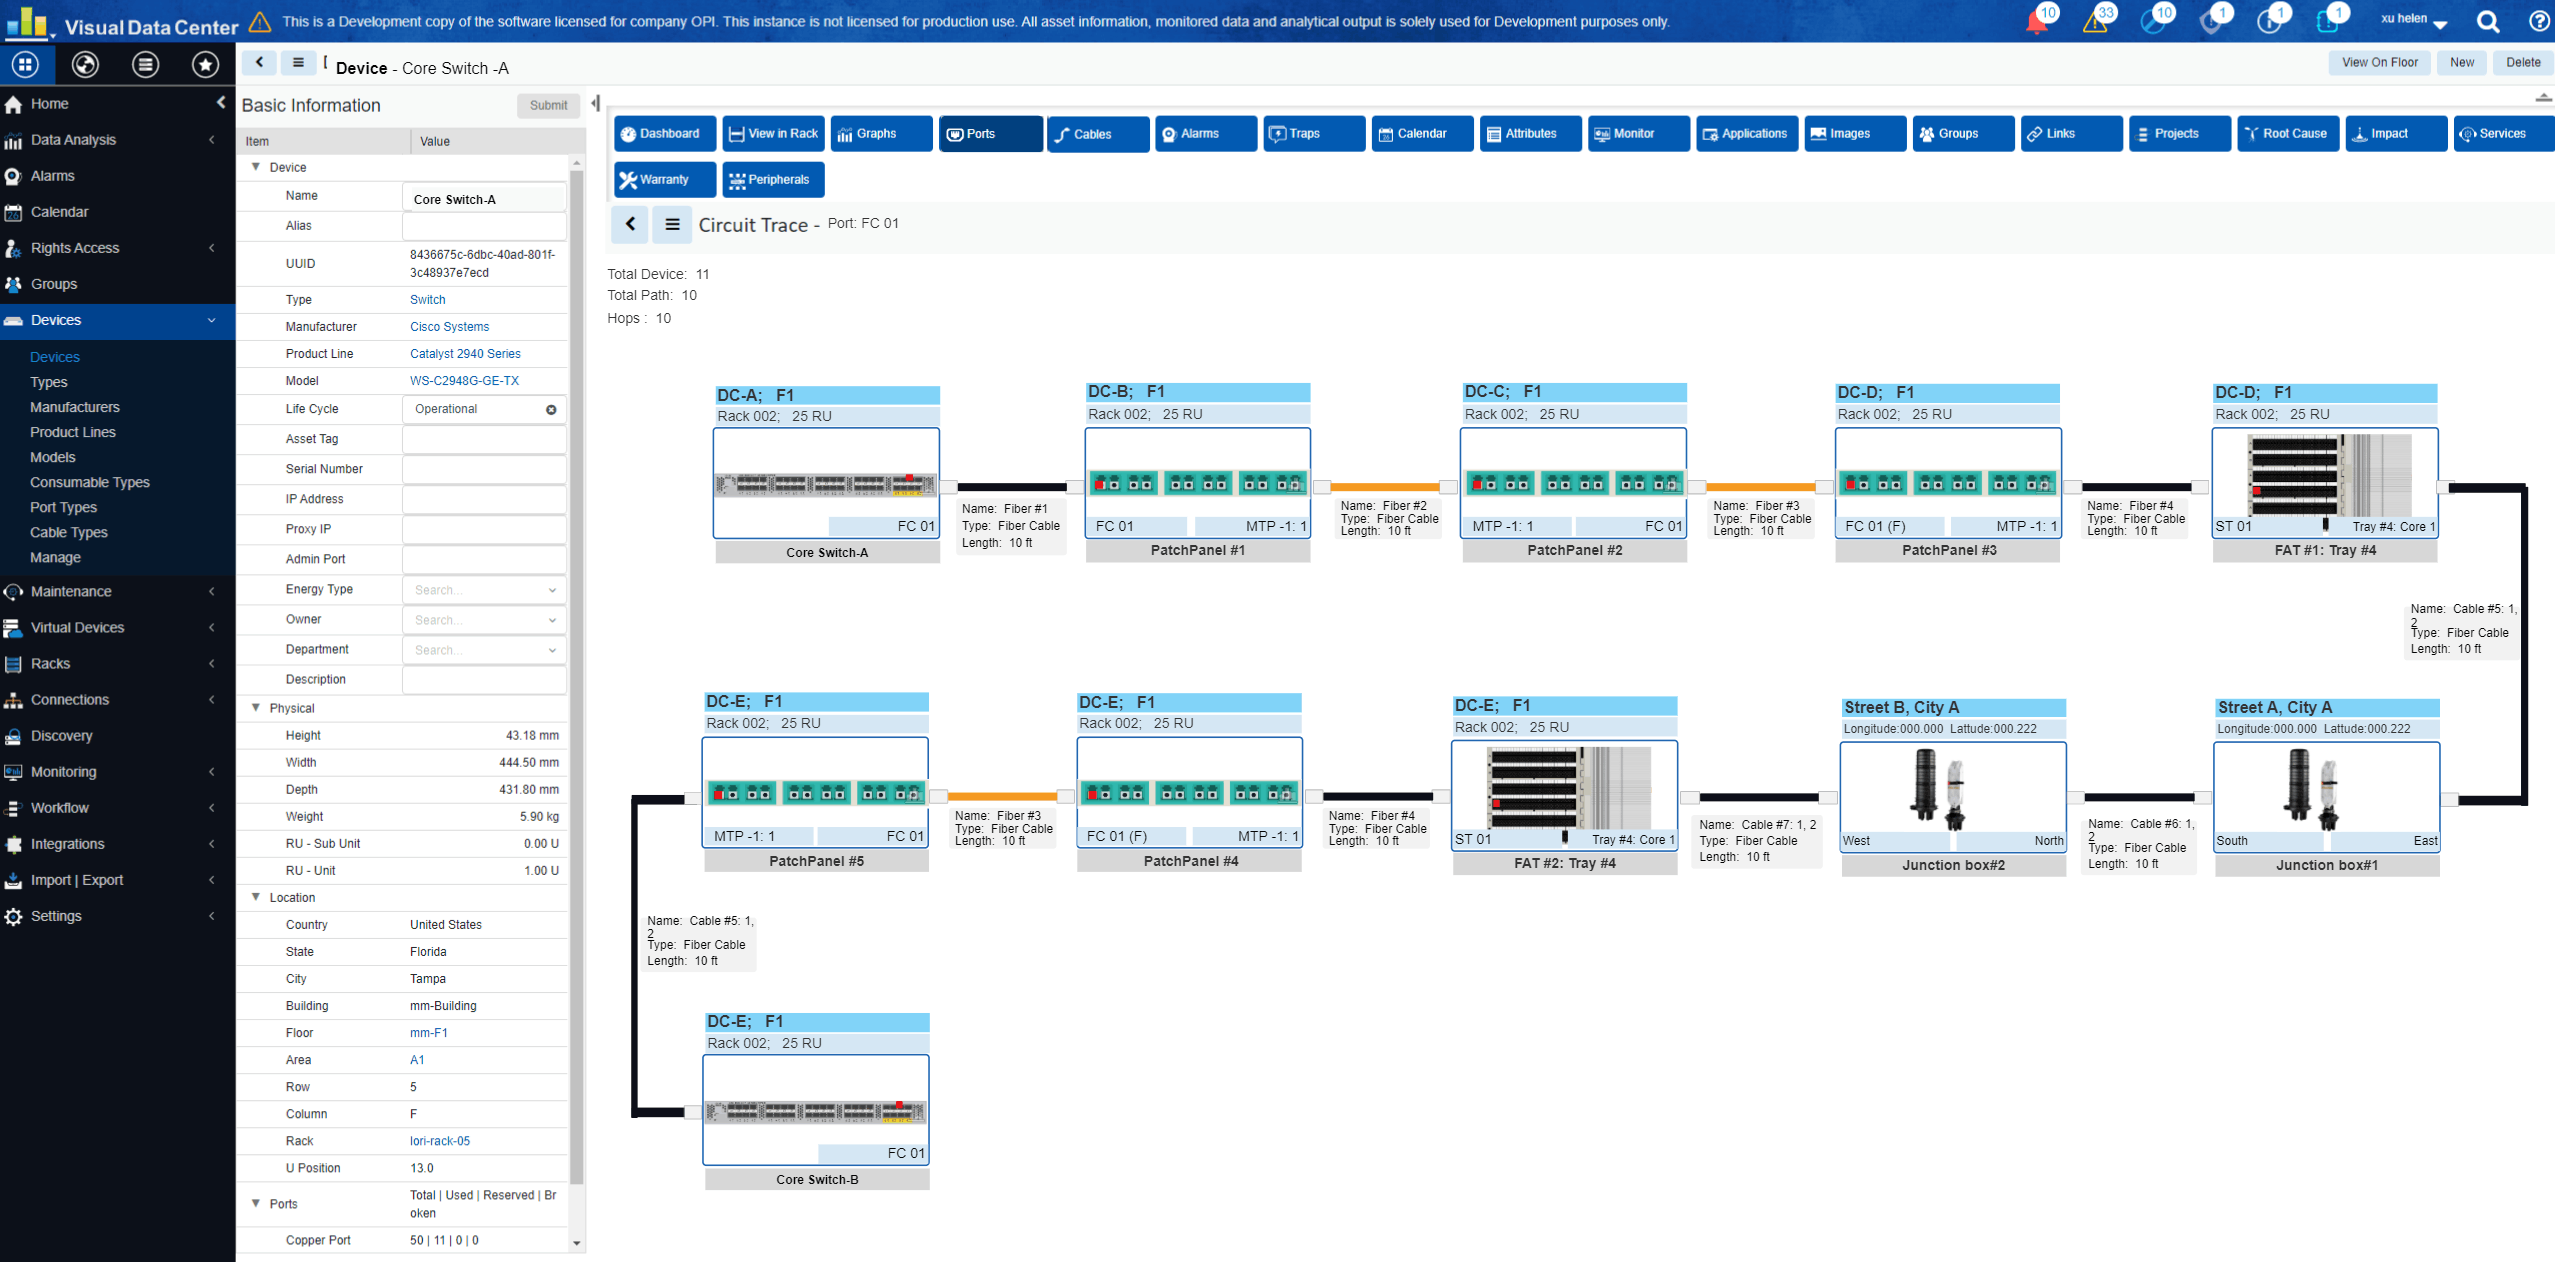 Visual Data Center
This is a Development copy of the software licensed for company OPI. This instance is not licensed for production use. All asset information, monitored data and analytical output is solely used for Development purposes only.
10
33
10
1
1
1
xu helen
Device - Core Switch -A
View On Floor
New
Delete
Home
Data Analysis
Alarms
Calendar
Rights Access
Groups
Devices
Devices
Types
Manufacturers
Product Lines
Models
Consumable Types
Port Types
Cable Types
Manage
Maintenance
Virtual Devices
Racks
Connections
Discovery
Monitoring
Workflow
Integrations
Import | Export
Settings
Basic Information
Submit
Item Value
Device
Name Core Switch-A
Alias
UUID 8436675c-6dbc-40ad-801f-
3c48937e7ecd
Type Switch
Manufacturer Cisco Systems
Product Line Catalyst 2940 Series
Model WS-C2948G-GE-TX
Life Cycle Operational
Asset Tag
Serial Number
IP Address
Proxy IP
Admin Port
Energy Type Search...
Owner Search...
Department Search...
Description
Physical
Height 43.18 mm
Width 444.50 mm
Depth 431.80 mm
Weight 5.90 kg
RU - Sub Unit 0.00 U
RU - Unit 1.00 U
Location
Country United States
State Florida
City Tampa
Building mm-Building
Floor mm-F1
Area A1
Row 5
Column F
Rack lori-rack-05
U Position 13.0
Ports Total | Used | Reserved | Br
oken
Copper Port 50 | 11 | 0 | 0
Dashboard
View in Rack
Graphs
Ports
Cables
Alarms
Traps
Calendar
Attributes
Monitor
Applications
Images
Groups
Links
Projects
Root Cause
Impact
Services
Warranty
Peripherals
Circuit Trace - Port: FC 01
Total Device: 11
Total Path: 10
Hops : 10
DC-A; F1
Rack 002; 25 RU
FC 01
Core Switch-A
Name: Fiber #1
Type: Fiber Cable
Length: 10 ft
DC-B; F1
Rack 002; 25 RU
FC 01 MTP -1: 1
PatchPanel #1
Name: Fiber #2
Type: Fiber Cable
Length: 10 ft
DC-C; F1
Rack 002; 25 RU
MTP -1: 1 FC 01
PatchPanel #2
Name: Fiber #3
Type: Fiber Cable
Length: 10 ft
DC-D; F1
Rack 002; 25 RU
FC 01 (F) MTP -1: 1
PatchPanel #3
Name: Fiber #4
Type: Fiber Cable
Length: 10 ft
DC-D; F1
Rack 002; 25 RU
ST 01 Tray #4: Core 1
FAT #1: Tray #4
Name: Cable #5: 1,
2
Type: Fiber Cable
Length: 10 ft
DC-E; F1
Rack 002; 25 RU
MTP -1: 1 FC 01
PatchPanel #5
Name: Fiber #3
Type: Fiber Cable
Length: 10 ft
DC-E; F1
Rack 002; 25 RU
FC 01 (F) MTP -1: 1
PatchPanel #4
Name: Fiber #4
Type: Fiber Cable
Length: 10 ft
DC-E; F1
Rack 002; 25 RU
ST 01 Tray #4: Core 1
FAT #2: Tray #4
Name: Cable #7: 1, 2
Type: Fiber Cable
Length: 10 ft
Street B, City A
Longitude:000.000 Lattude:000.222
West North
Junction box#2
Name: Cable #6: 1,
2
Type: Fiber Cable
Length: 10 ft
Street A, City A
Longitude:000.000 Lattude:000.222
South East
Junction box#1
Name: Cable #5: 1,
2
Type: Fiber Cable
Length: 10 ft
DC-E; F1
Rack 002; 25 RU
FC 01
Core Switch-B